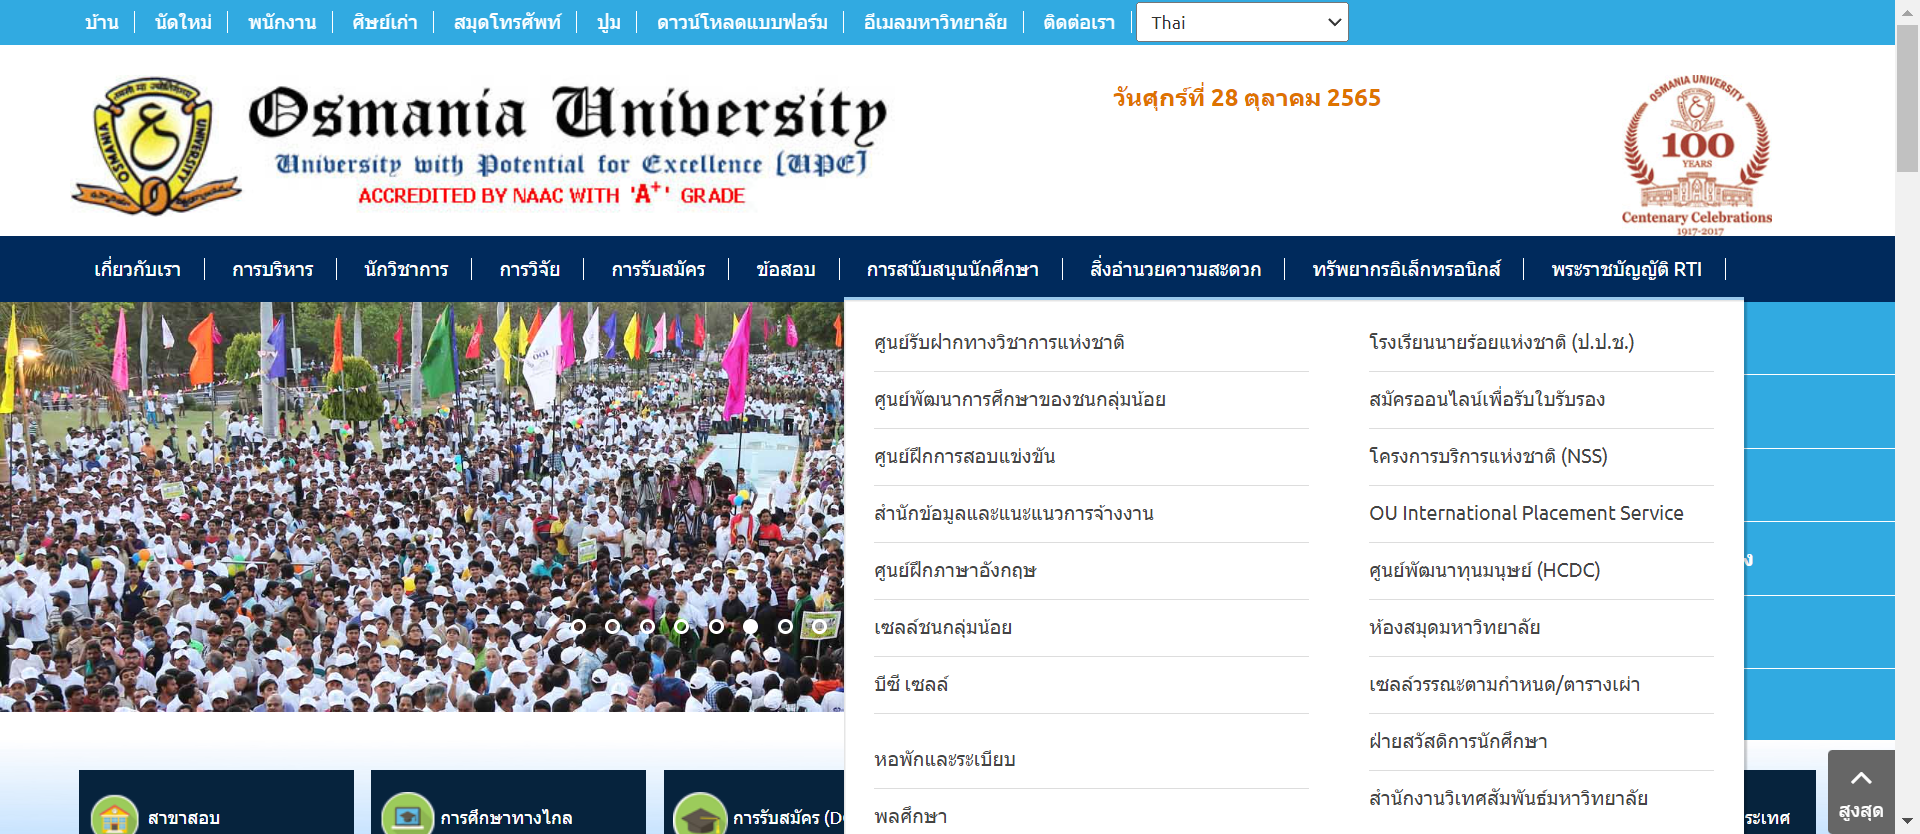 บ้าน
นัดใหม่
พนักงาน
ศิษย์เก่า
สมุดโทรศัพท์
ปูม
ดาวน์โหลดแบบฟอร์ม
อีเมลมหาวิทยาลัย
ติดต่อเรา
Thai
OSMANIA UNIVERSITY
Osmania University
University with Potential for Excellence [UPE]
ACCREDITED BY NAAC WITH 'A+' GRADE
วันศุกร์ที่ 28 ตุลาคม 2565
OSMANIA UNIVERSITY
100
YEARS
Centenary Celebrations
1917-2017
เกี่ยวกับเรา
การบริหาร
นักวิชาการ
การวิจัย
การรับสมัคร
ข้อสอบ
การสนับสนุนนักศึกษา
สิ่งอำนวยความสะดวก
ทรัพยากรอิเล็กทรอนิกส์
พระราชบัญญัติ RTI
ศูนย์รับฝากทางวิชาการแห่งชาติ
ศูนย์พัฒนาการศึกษาของชนกลุ่มน้อย
ศูนย์ฝึกการสอบแข่งขัน
สำนักข้อมูลและแนะแนวการจ้างงาน
ศูนย์ฝึกภาษาอังกฤษ
เซลล์ชนกลุ่มน้อย
บีซี เซลล์
หอพักและระเบียบ
พลศึกษา
โรงเรียนนายร้อยแห่งชาติ (ป.ป.ช.)
สมัครออนไลน์เพื่อรับใบรับรอง
โครงการบริการแห่งชาติ (NSS)
OU International Placement Service
ศูนย์พัฒนาทุนมนุษย์ (HCDC)
ห้องสมุดมหาวิทยาลัย
เซลล์วรรณะตามกำหนด/ตารางเผ่า
ฝ่ายสวัสดิการนักศึกษา
สำนักงานวิเทศสัมพันธ์มหาวิทยาลัย
สาขาสอบ
การศึกษาทางไกล
การรับสมัคร (D
ระเทศ
สูงสุด